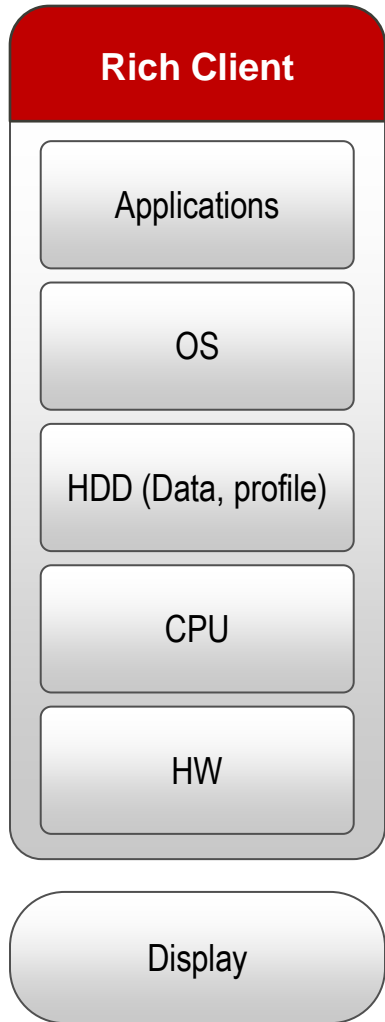 Rich Client
Applications
OS
HDD (Data, profile)
CPU
HW
Display